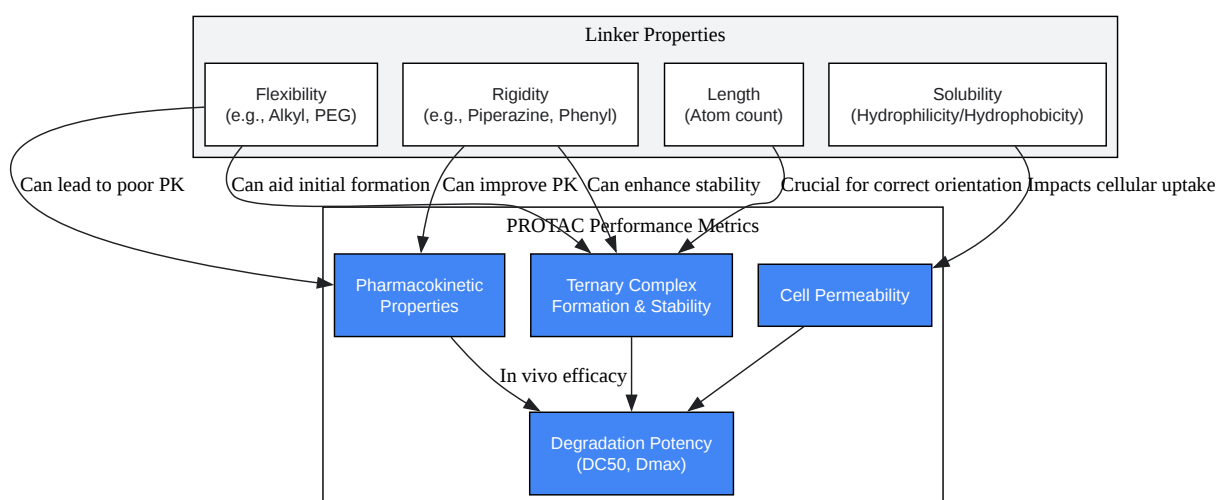 Linker Properties
Flexibility
(e.g., Alkyl, PEG)
Rigidity
(e.g., Piperazine, Phenyl)
Length
(Atom count)
Solubility
(Hydrophilicity/Hydrophobicity)
Can lead to poor PK
Can aid initial formation
Can improve PK
Can enhance stability
Crucial for correct orientation
Impacts cellular uptake
PROTAC Performance Metrics
Pharmacokinetic
Properties
Ternary Complex
Formation & Stability
Cell Permeability
In vivo efficacy
Degradation Potency
(DC50, Dmax)